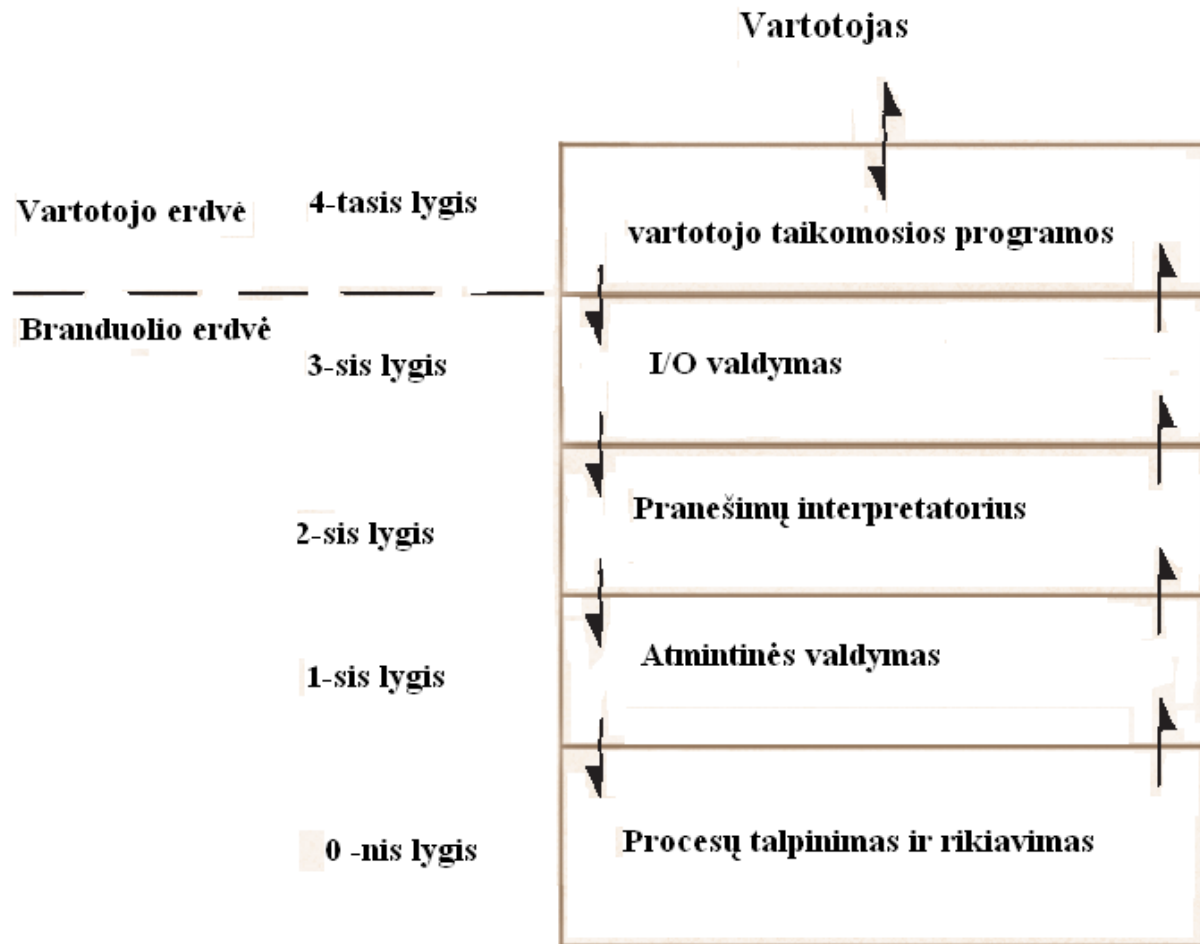 Vartotojas
Vartotojo erdvė
4-tasis lygis
vartotojo taikomosios programos
Branduolio erdvė
3-sis lygis
I/O valdymas
2-sis lygis
Pranešimų interpretatorius
1-sis lygis
Atmintinės valdymas
0 -nis lygis
Procesų talpinimas ir rikiavimas